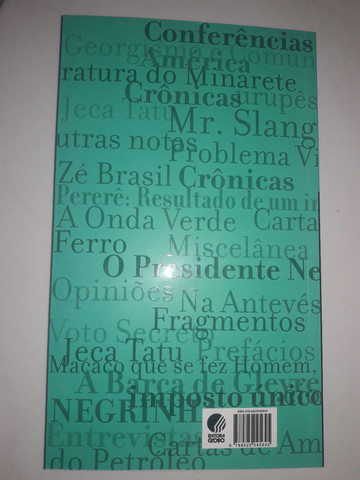 Conferências
Georgismo e Comun
América
ratura do Minarete
Crônicas
urupês
Jeca Tatu
Mr. Slang
utras notas
Problema Vi
Zé Brasil Crônicas
Pererê: Resultado de um in
A Onda Verde Carta
Ferro Miscelânea
O Presidente Ne
Opiniões
Na Antevés
Fragmentos
Voto Secreto
Jeca Tatu Prefácios
Macaco que se fez Homem,
A Barca de Gleyre
imposto único
NEGRINH
Entrevistas
Cartas de Am
do Petróleo
EDITORA
GLOBO